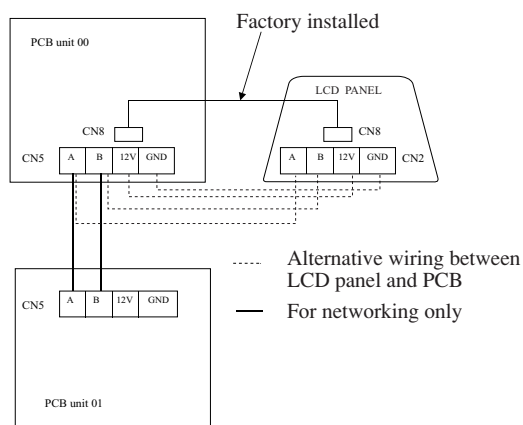 Factory installed
PCB unit 00
LCD PANEL
CN8
CN8
CN5
A B 12V GND
A B 12V GND
CN2
Alternative wiring between
LCD panel and PCB
For networking only
CN5
A B 12V GND
PCB unit 01